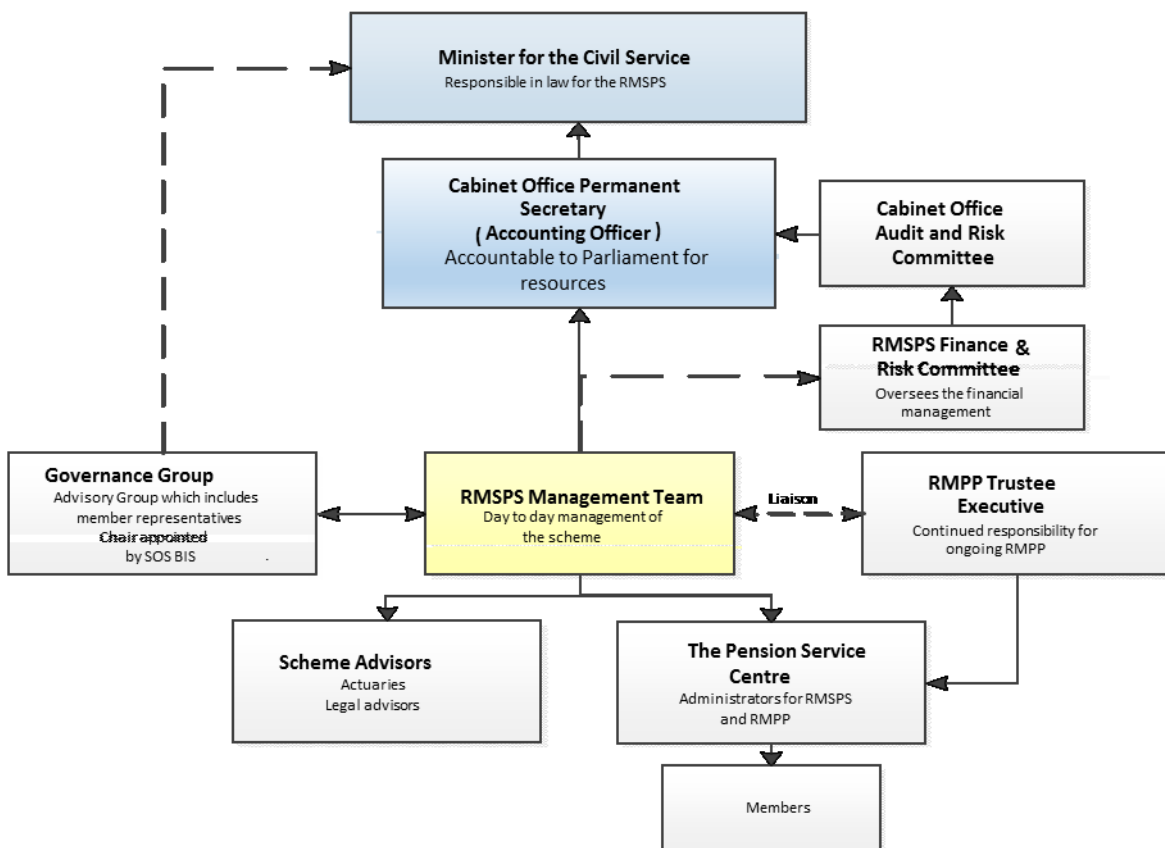 Minister for the Civil Service
Responsible in law for the RMSPS
Cabinet Office Permanent
Secretary
( Accounting Officer )
Accountable to Parliament for
resources
Cabinet Office
Audit and Risk
Committee
RMSPS Finance &
Risk Committee
Oversees the financial
management
Governance Group
Advisory Group which includes
member representatives
Chair appointed
by SOS BIS .
RMSPS Management Team
Day to day management of
the scheme
Liaison
RMPP Trustee
Executive
Continued responsibility for
ongoing RMPP
Scheme Advisors
Actuaries
Legal advisors
The Pension Service
Centre
Administrators for RMSPS
and RMPP
Members